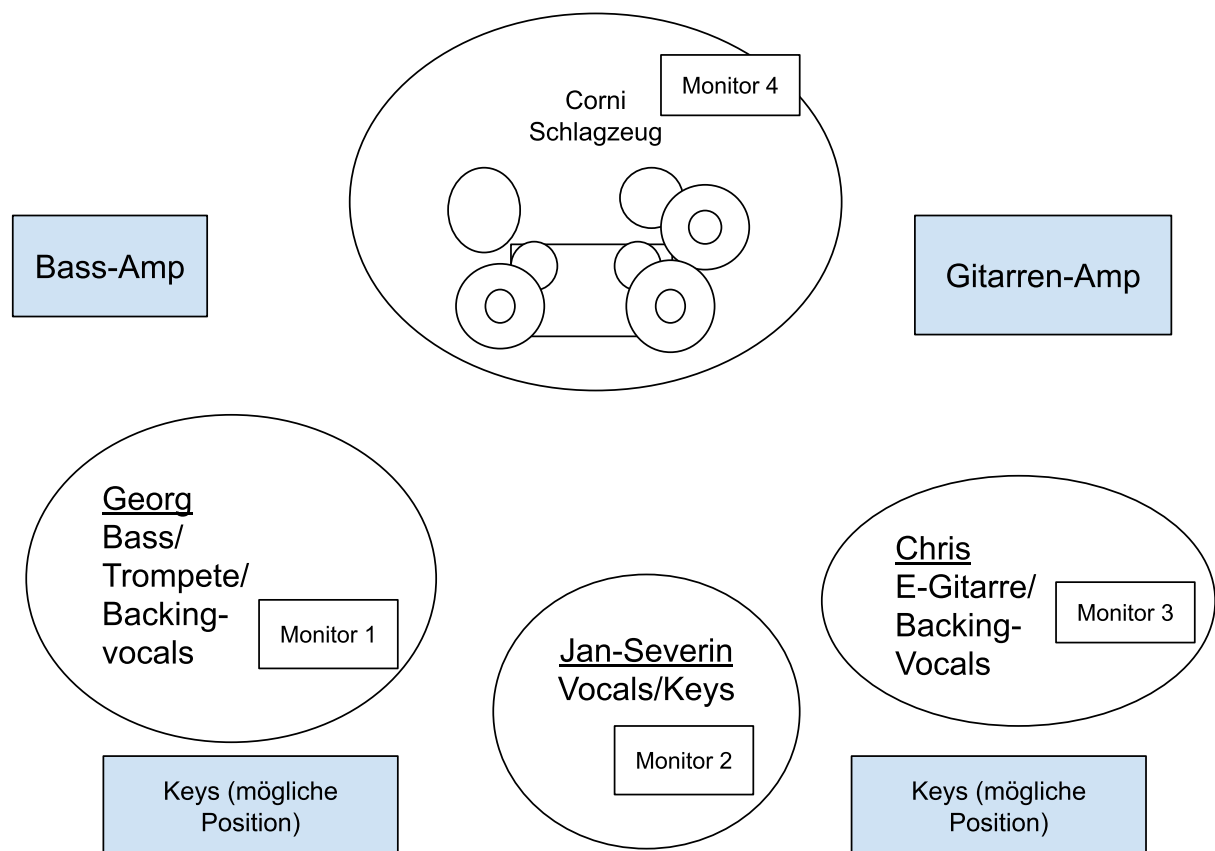 Monitor 4
Corni
Schlagzeug
Bass-Amp
Gitarren-Amp
Georg
Bass/
Trompete/
Backing-
vocals
Monitor 1
Jan-Severin
Vocals/Keys
Monitor 2
Chris
E-Gitarre/
Backing-
Vocals
Monitor 3
Keys (mögliche
Position)
Keys (mögliche
Position)